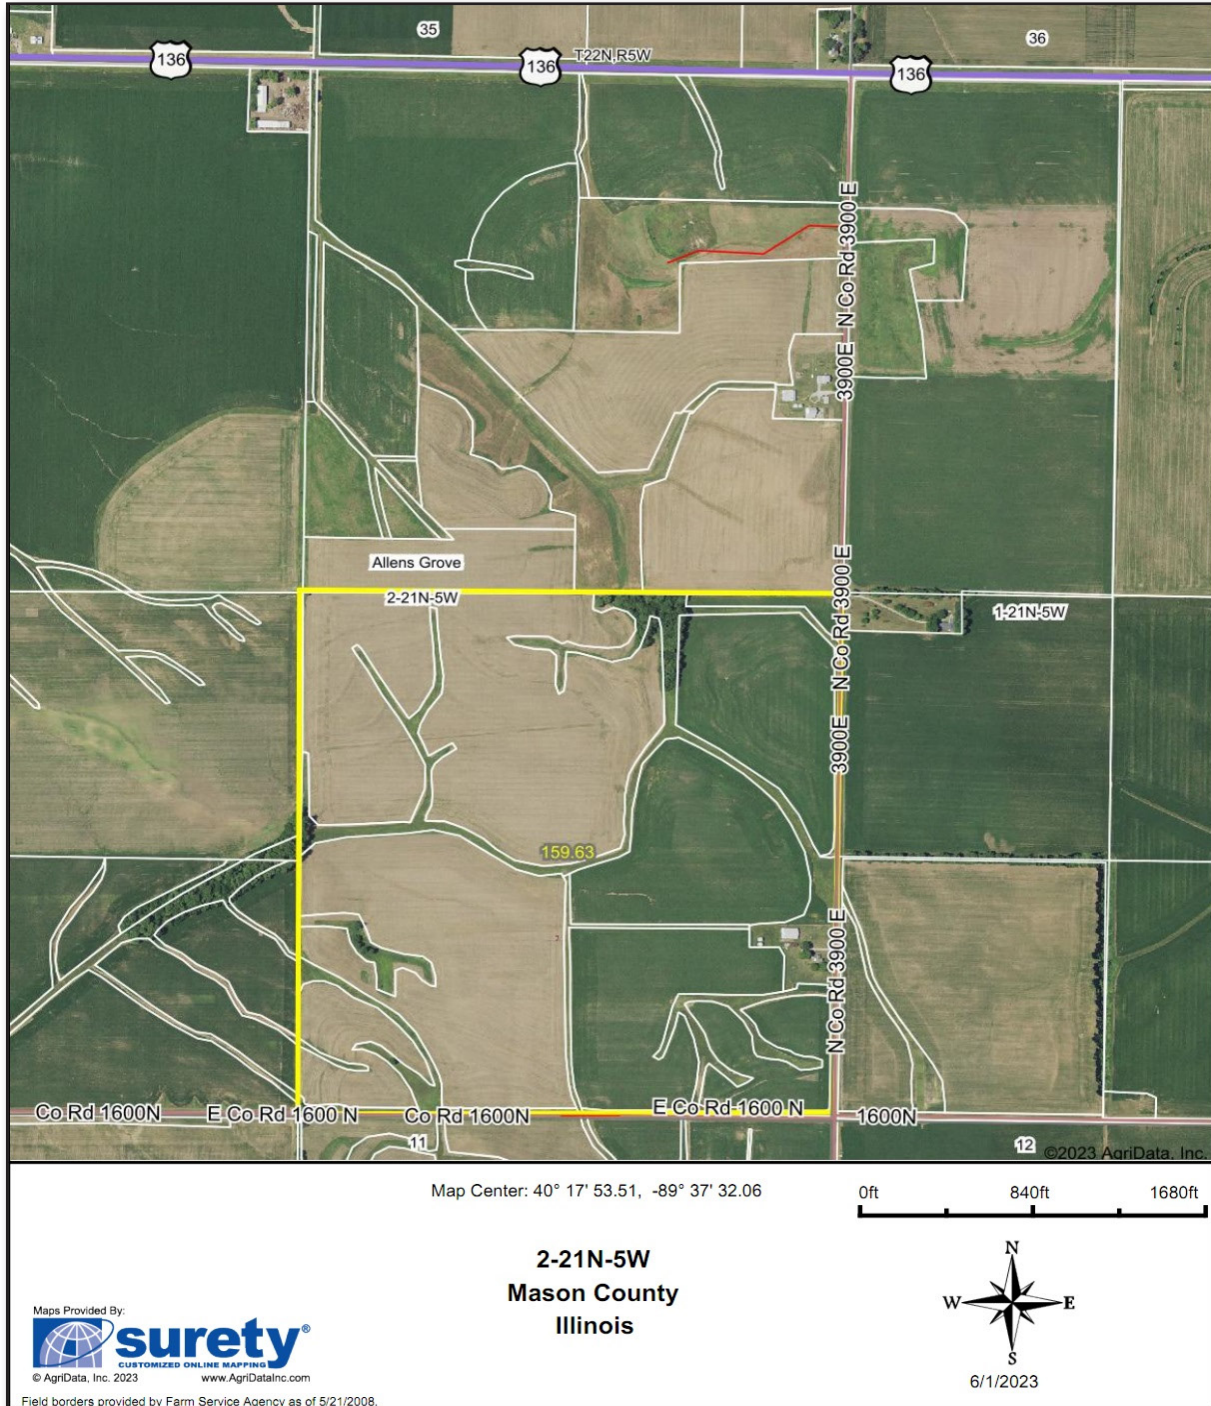 35
36
136
136
T22N,R5W
136
N Co Rd 3900 E
3900E
Allens Grove
N Co Rd 3900 E
2-21N-5W
1-21N-5W
N Co Rd 3900 E
3900E
159.63
2
N Co Rd 3900 E
Co Rd 1600N
E Co Rd 1600 N
Co Rd 1600N
E Co Rd 1600 N
1600N
11
12
©2023 AgriData, Inc.
Map Center: 40° 17' 53.51, -89° 37' 32.06
0ft 840ft 1680ft
2-21N-5W
Mason County
Illinois
N
W E
S
6/1/2023
Maps Provided By:
surety®
CUSTOMIZED ONLINE MAPPING
© AgriData, Inc. 2023 www.AgriDataInc.com
Field borders provided by Farm Service Agency as of 5/21/2008.